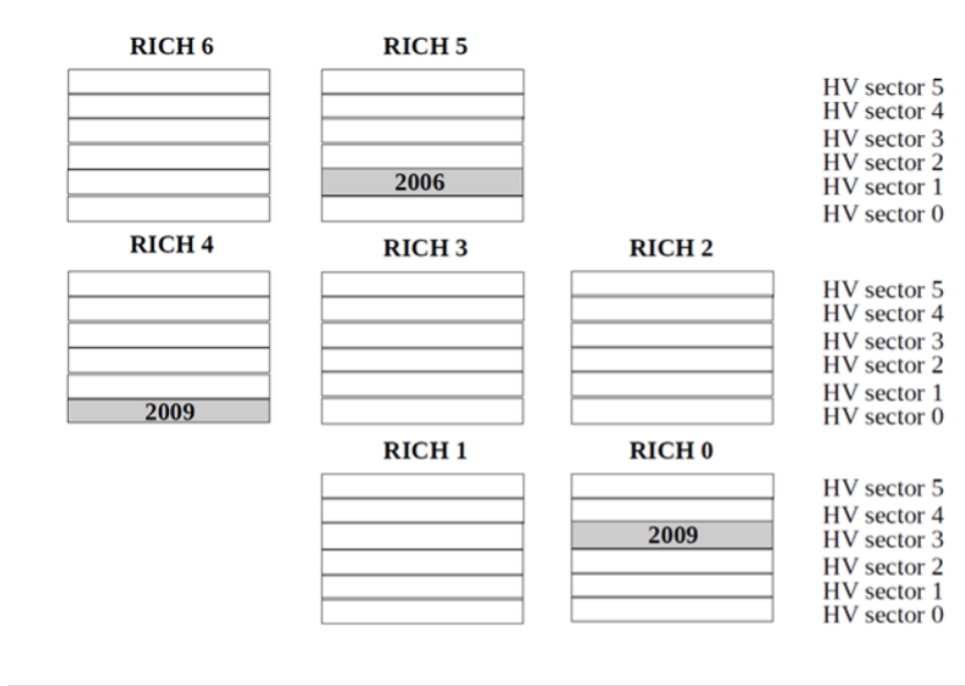 RICH 6 RICH 5
HV sector 5
HV sector 4
HV sector 3
HV sector 2
2006 HV sector 1
HV sector 0
RICH 4 RICH 3 RICH 2
HV sector 5
HV sector 4
HV sector 3
HV sector 2
HV sector 1
2009 HV sector 0
RICH 1 RICH 0
HV sector 5
HV sector 4
2009 HV sector 3
HV sector 2
HV sector 1
HV sector 0